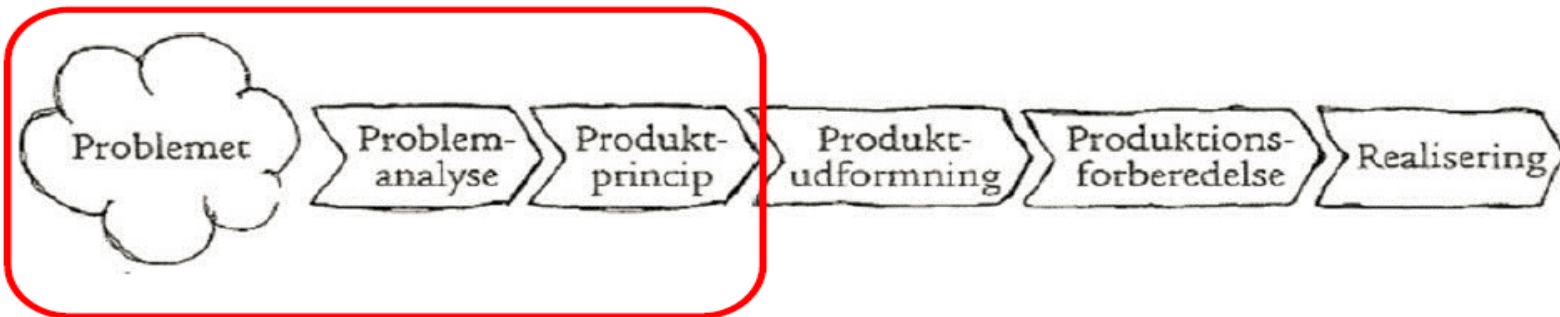 Problemet
Problem-
analyse
Produkt-
princip
Produkt-
udformning
Produktions-
forberedelse
Realisering